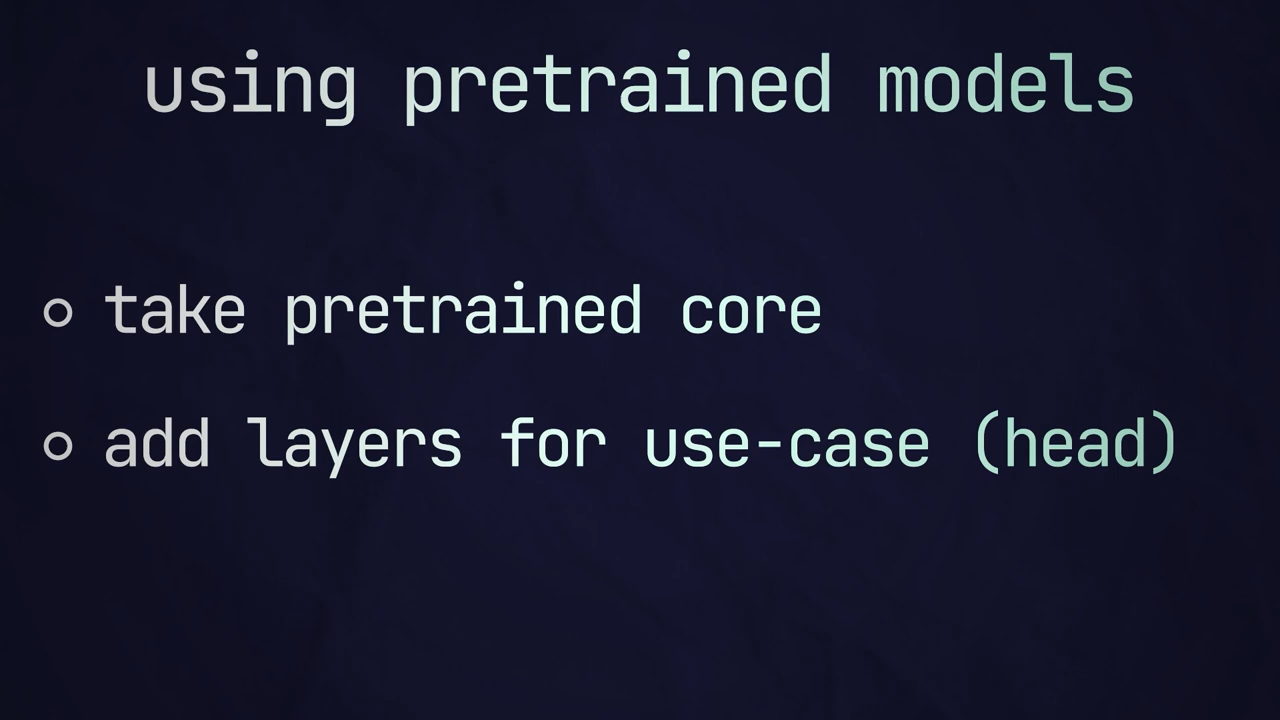 using pretrained models
take pretrained core
add layers for use-case (head)